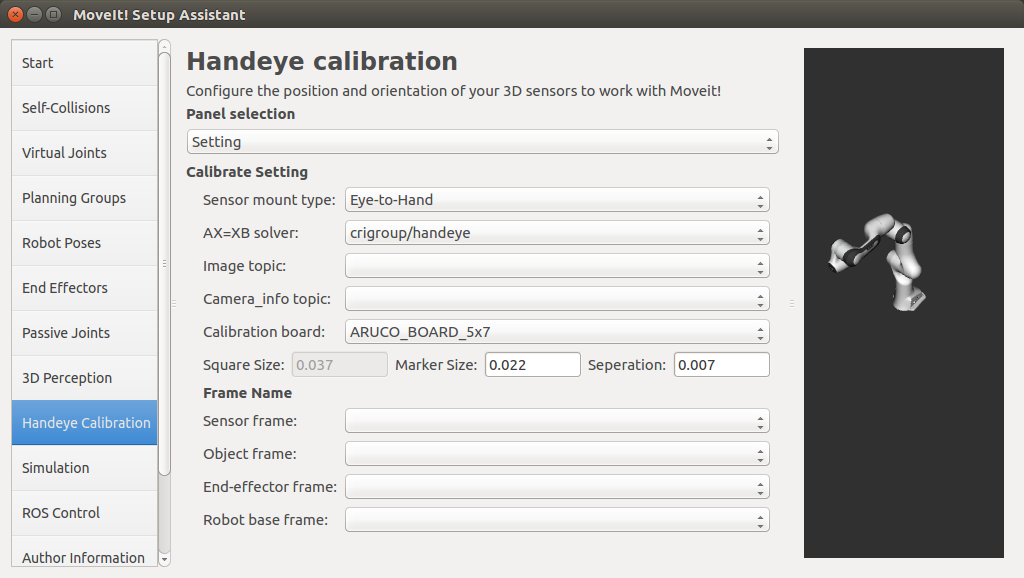 MoveIt! Setup Assistant
Start
Self-Collisions
Virtual Joints
Planning Groups
Robot Poses
End Effectors
Passive Joints
3D Perception
Handeye Calibration
Simulation
ROS Control
Author Information
Handeye calibration
Configure the position and orientation of your 3D sensors to work with Moveit!
Panel selection
Setting
Calibrate Setting
Sensor mount type: Eye-to-Hand
AX=XB solver: crigroup/handeye
Image topic:
Camera_info topic:
Calibration board: ARUCO_BOARD_5x7
Square Size: 0.037 Marker Size: 0.022 Seperation: 0.007
Frame Name
Sensor frame:
Object frame:
End-effector frame:
Robot base frame: